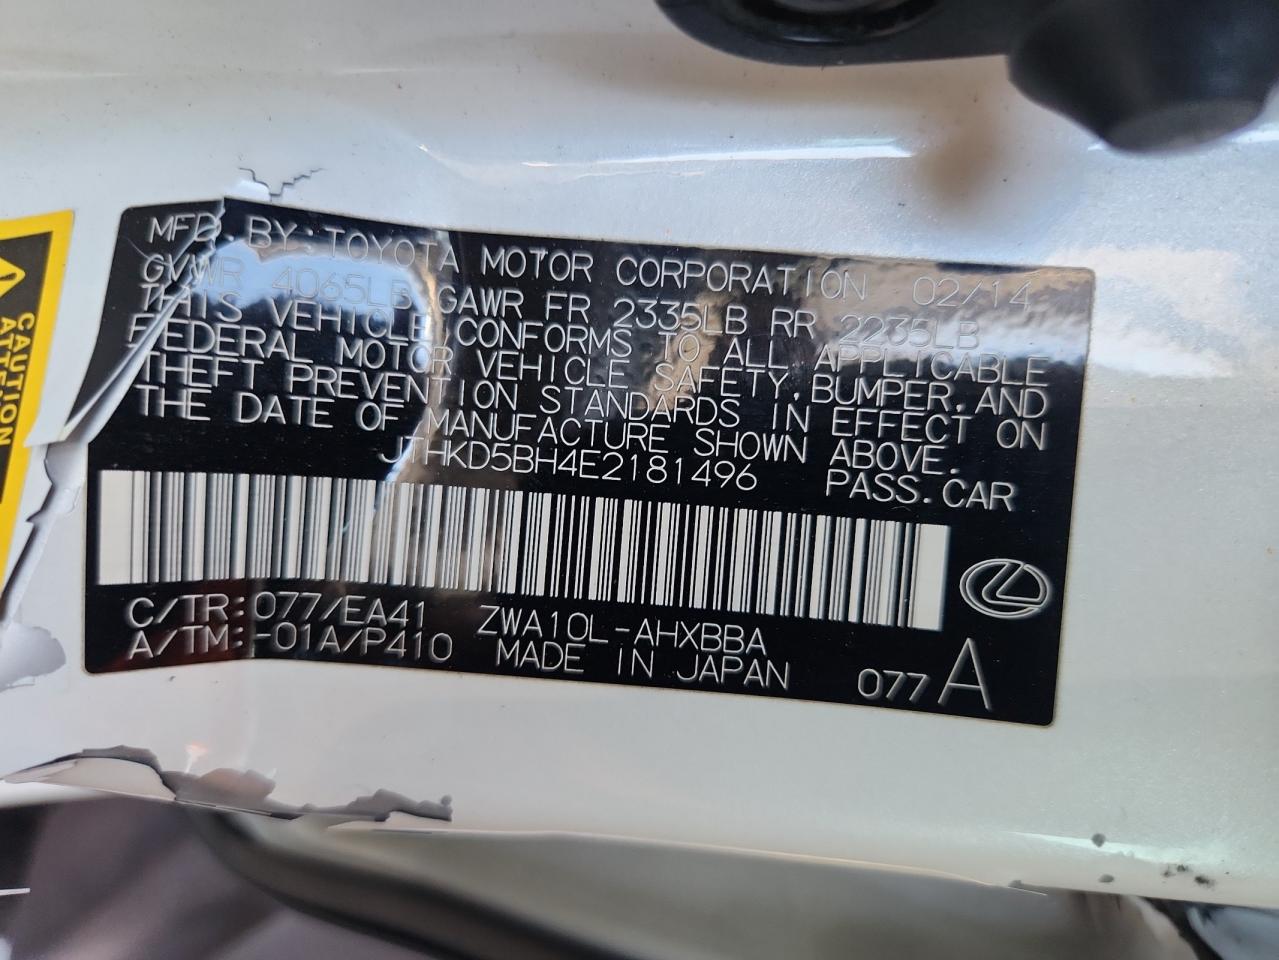 MFD. BY: TOYOTA MOTOR CORPORATION 02/14
GVWR 4065LB GAWR FR 2335LB RR 2235LB
THIS VEHICLE CONFORMS TO ALL APPLICABLE
FEDERAL MOTOR VEHICLE SAFETY, BUMPER, AND
THEFT PREVENTION STANDARDS IN EFFECT ON
THE DATE OF MANUFACTURE SHOWN ABOVE.
JTHKD5BH4E2181496 PASS. CAR
C/TR: 077/EA41 ZWA10L-AHXBBA
A/TM: -01A/P410 MADE IN JAPAN 077 A
CAUTION